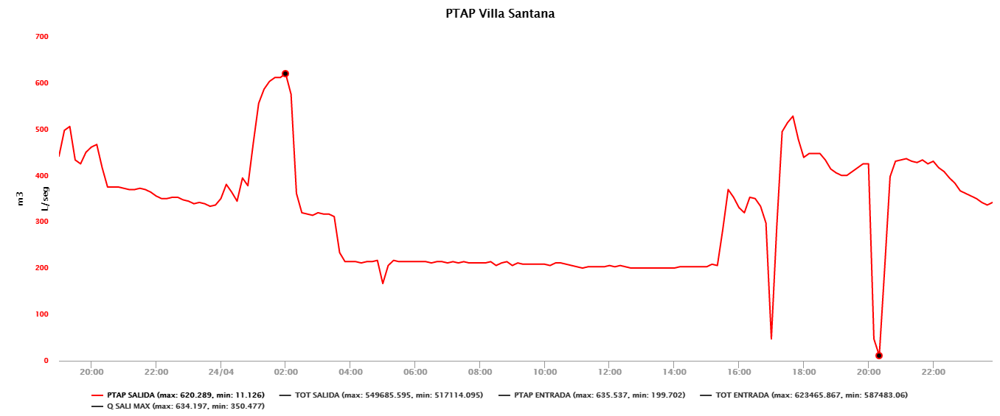 PTAP Villa Santana
700
600
500
400
300
200
100
0
m3
L/seg
20:00 22:00 24/04 02:00 04:00 06:00 08:00 10:00 12:00 14:00 16:00 18:00 20:00 22:00
PTAP SALIDA (max: 620.289, min: 11.126) TOT SALIDA (max: 549685.595, min: 517114.095) PTAP ENTRADA (max: 635.537, min: 199.702) TOT ENTRADA (max: 623465.867, min: 587483.06)
Q SALI MAX (max: 634.197, min: 350.477)